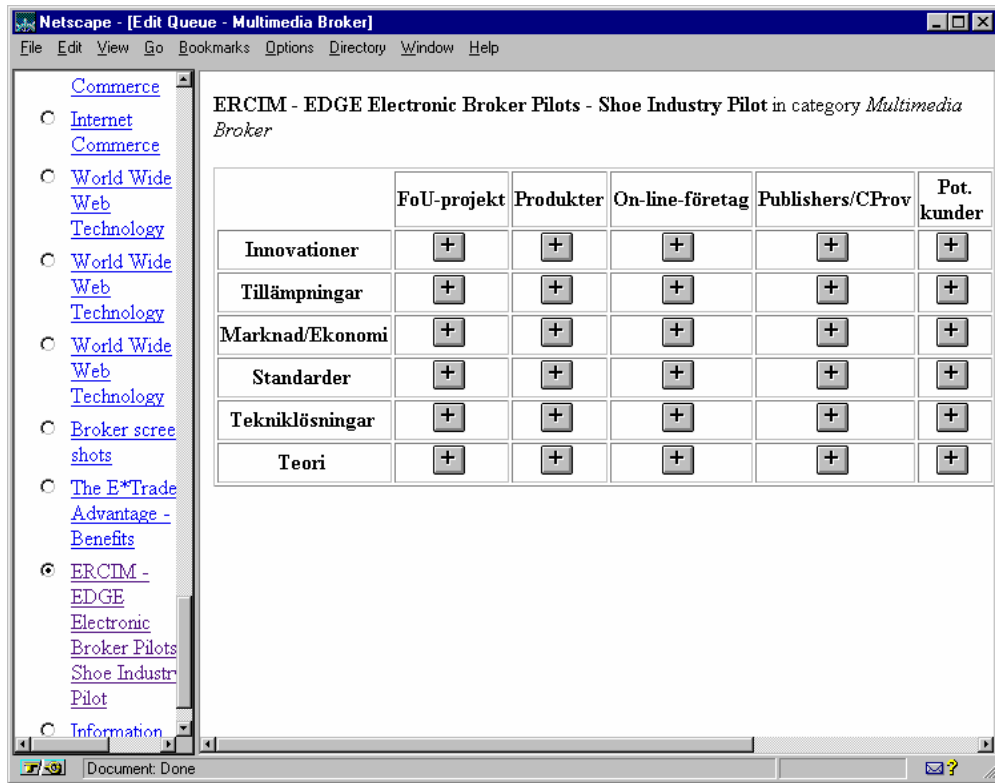 Netscape - [Edit Queue - Multimedia Broker]
File Edit View Go Bookmarks Options Directory Window Help
Commerce
Internet
Commerce
World Wide
Web
Technology
World Wide
Web
Technology
World Wide
Web
Technology
Broker scree
shots
The E*Trade
Advantage -
Benefits
ERCIM -
EDGE
Electronic
Broker Pilots
Shoe Industr
Pilot
Information
ERCIM - EDGE Electronic Broker Pilots - Shoe Industry Pilot in category Multimedia
Broker
FoU-projekt Produkter On-line-företag Publishers/CProv Pot.
kunder
Innovationer + + + + +
Tillämpningar + + + + +
Marknad/Ekonomi + + + + +
Standarder + + + + +
Tekniklösningar + + + + +
Teori + + + + +
Document: Done
?